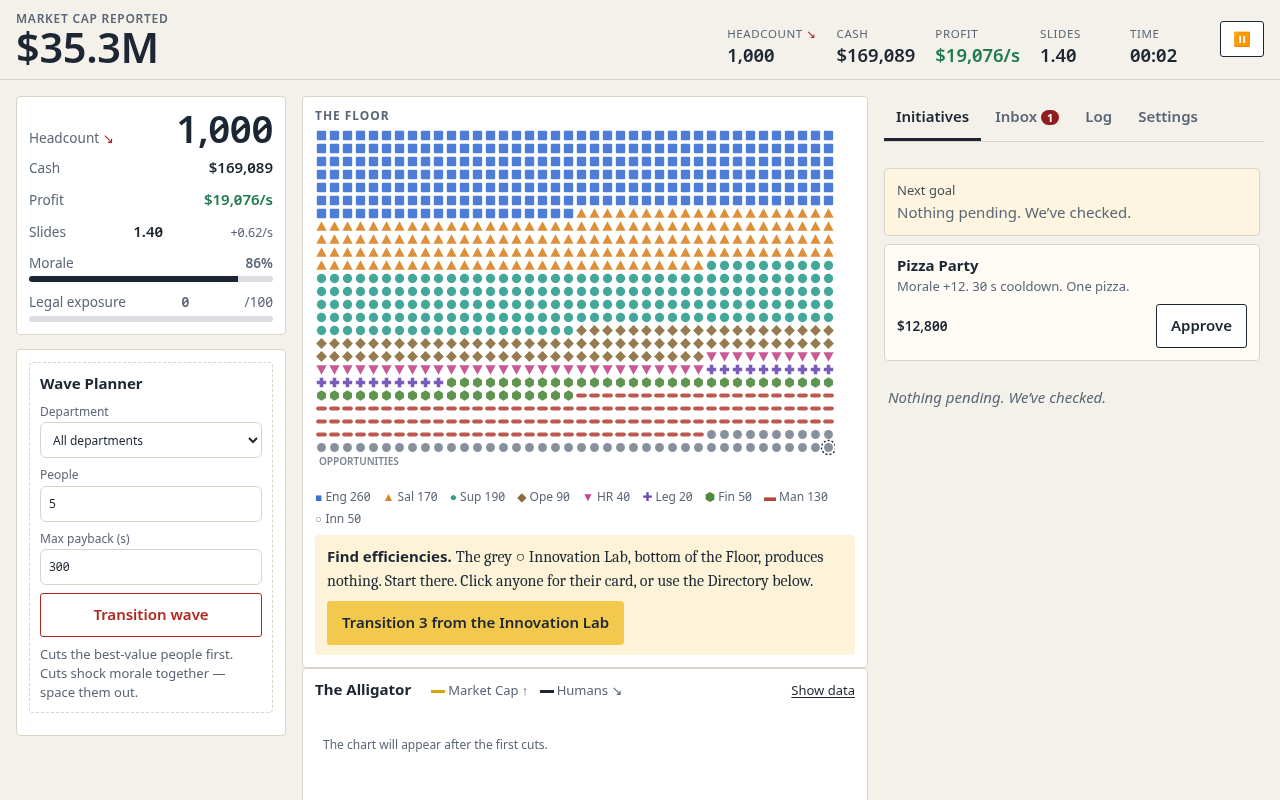 MARKET CAP REPORTED
$35.3M
HEADCOUNT ↘
1,000
CASH
$169,089
PROFIT
$19,076/s
SLIDES
1.40
TIME
00:02
Headcount ↘ 1,000
Cash $169,089
Profit $19,076/s
Slides 1.40 +0.62/s
Morale 86%
Legal exposure 0 /100
Wave Planner
Department
All departments
People
5
Max payback (s)
300
Transition wave
Cuts the best-value people first.
Cuts shock morale together —
space them out.
THE FLOOR
OPPORTUNITIES
Eng 260 Sal 170 Sup 190 Ope 90 HR 40 Leg 20 Fin 50 Man 130
Inn 50
Find efficiencies. The grey ○ Innovation Lab, bottom of the Floor, produces
nothing. Start there. Click anyone for their card, or use the Directory below.
Transition 3 from the Innovation Lab
The Alligator Market Cap ↑ Humans ↘ Show data
The chart will appear after the first cuts.
Initiatives Inbox 1 Log Settings
Next goal
Nothing pending. We’ve checked.
Pizza Party
Morale +12. 30 s cooldown. One pizza.
$12,800
Approve
Nothing pending. We’ve checked.